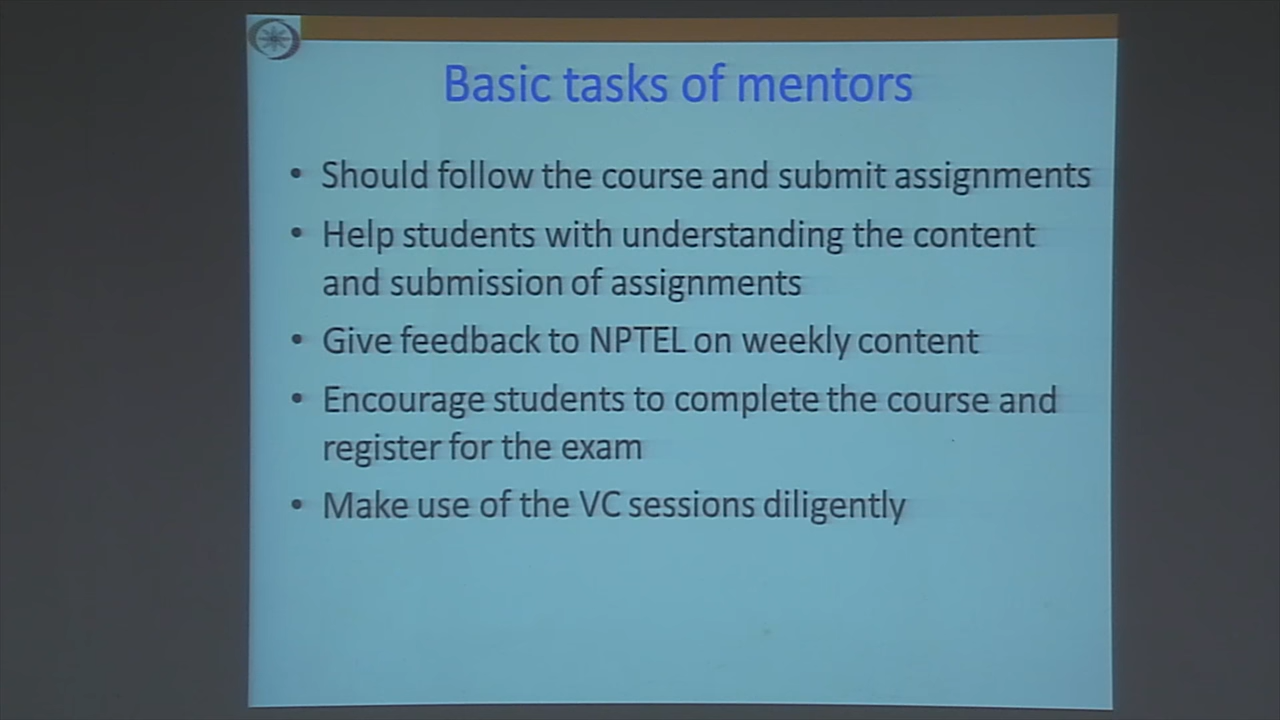 Basic tasks of mentors
• Should follow the course and submit assignments
• Help students with understanding the content
and submission of assignments
• Give feedback to NPTEL on weekly content
• Encourage students to complete the course and
register for the exam
• Make use of the VC sessions diligently